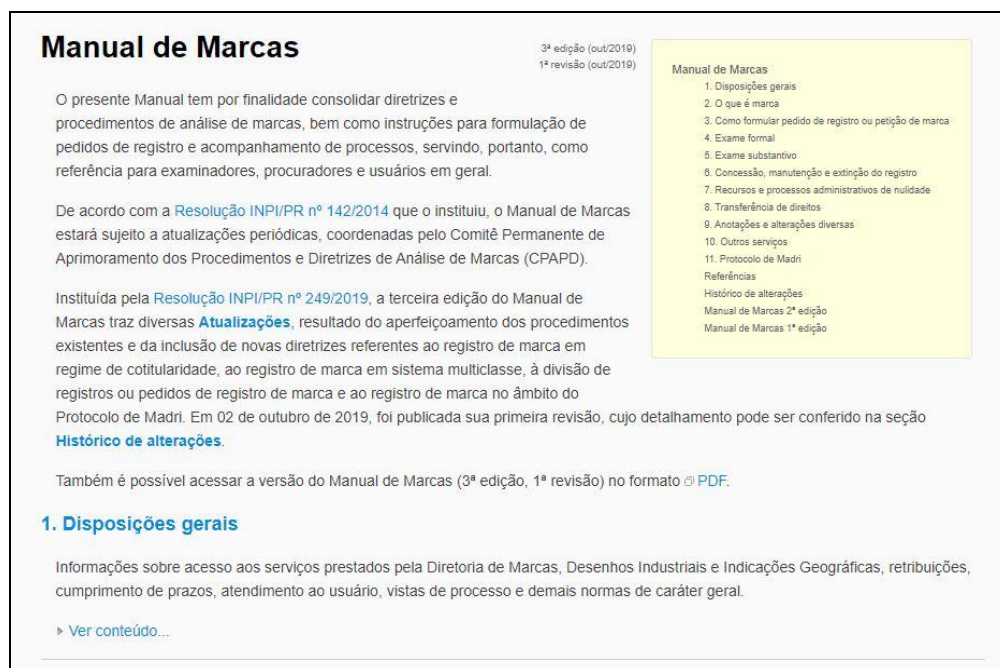 Manual de Marcas
3ª edição (out/2019)
1ª revisão (out/2019)
O presente Manual tem por finalidade consolidar diretrizes e
procedimentos de análise de marcas, bem como instruções para formulação de
pedidos de registro e acompanhamento de processos, servindo, portanto, como
referência para examinadores, procuradores e usuários em geral.
De acordo com a Resolução INPI/PR nº 142/2014 que o instituiu, o Manual de Marcas
estará sujeito a atualizações periódicas, coordenadas pelo Comitê Permanente de
Aprimoramento dos Procedimentos e Diretrizes de Análise de Marcas (CPAPD).
Instituída pela Resolução INPI/PR nº 249/2019, a terceira edição do Manual de
Marcas traz diversas Atualizações, resultado do aperfeiçoamento dos procedimentos
existentes e da inclusão de novas diretrizes referentes ao registro de marca em
regime de cotitularidade, ao registro de marca em sistema multiclasse, à divisão de
registros ou pedidos de registro de marca e ao registro de marca no âmbito do
Protocolo de Madri. Em 02 de outubro de 2019, foi publicada sua primeira revisão, cujo detalhamento pode ser conferido na seção
Histórico de alterações.
Também é possível acessar a versão do Manual de Marcas (3ª edição, 1ª revisão) no formato PDF.
Manual de Marcas
1. Disposições gerais
2. O que é marca
3. Como formular pedido de registro ou petição de marca
4. Exame formal
5. Exame substantivo
6. Concessão, manutenção e extinção do registro
7. Recursos e processos administrativos de nulidade
8. Transferência de direitos
9. Anotações e alterações diversas
10. Outros serviços
11. Protocolo de Madri
Referências
Histórico de alterações
Manual de Marcas 2ª edição
Manual de Marcas 1ª edição
1. Disposições gerais
Informações sobre acesso aos serviços prestados pela Diretoria de Marcas, Desenhos Industriais e Indicações Geográficas, retribuições,
cumprimento de prazos, atendimento ao usuário, vistas de processo e demais normas de caráter geral.
Ver conteúdo...